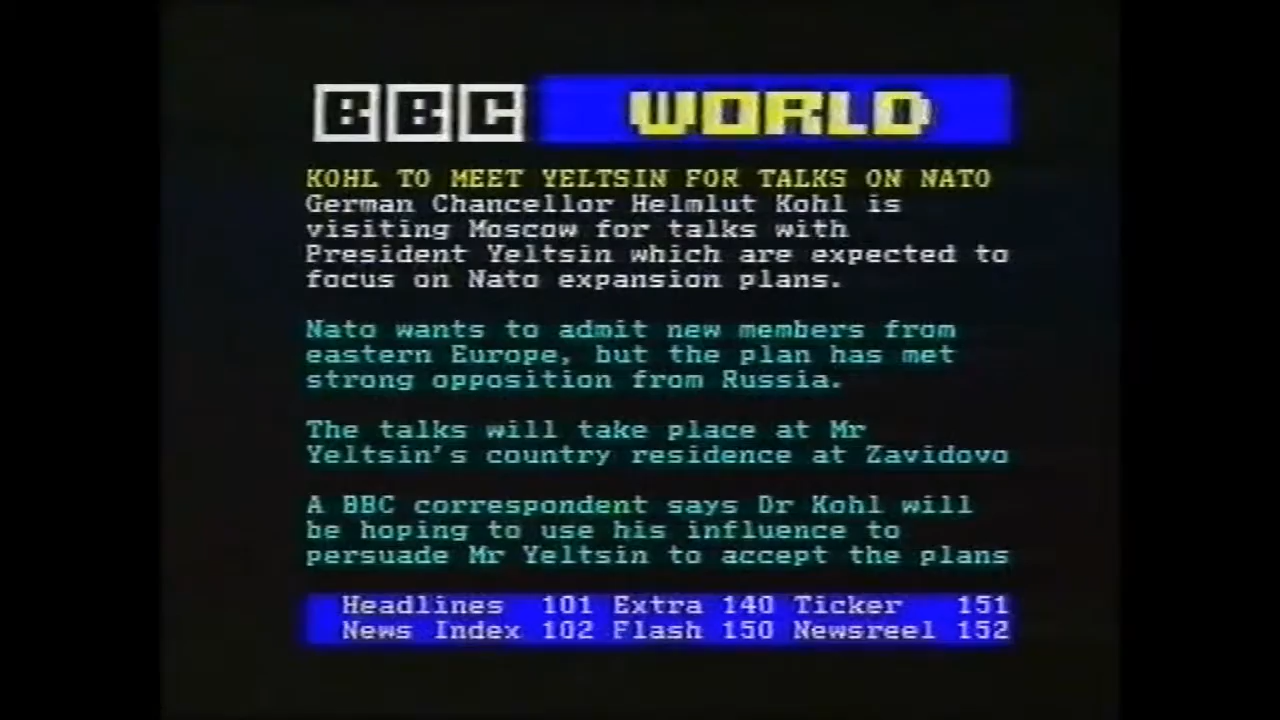 BBC WORLD
KOHL TO MEET YELTSIN FOR TALKS ON NATO
German Chancellor Helmlut Kohl is
visiting Moscow for talks with
President Yeltsin which are expected to
focus on Nato expansion plans.
Nato wants to admit new members from
eastern Europe, but the plan has met
strong opposition from Russia.
The talks will take place at Mr
Yeltsin's country residence at Zavidovo
A BBC correspondent says Dr Kohl will
be hoping to use his influence to
persuade Mr Yeltsin to accept the plans
Headlines 101 Extra 140 Ticker 151
News Index 102 Flash 150 Newsreel 152